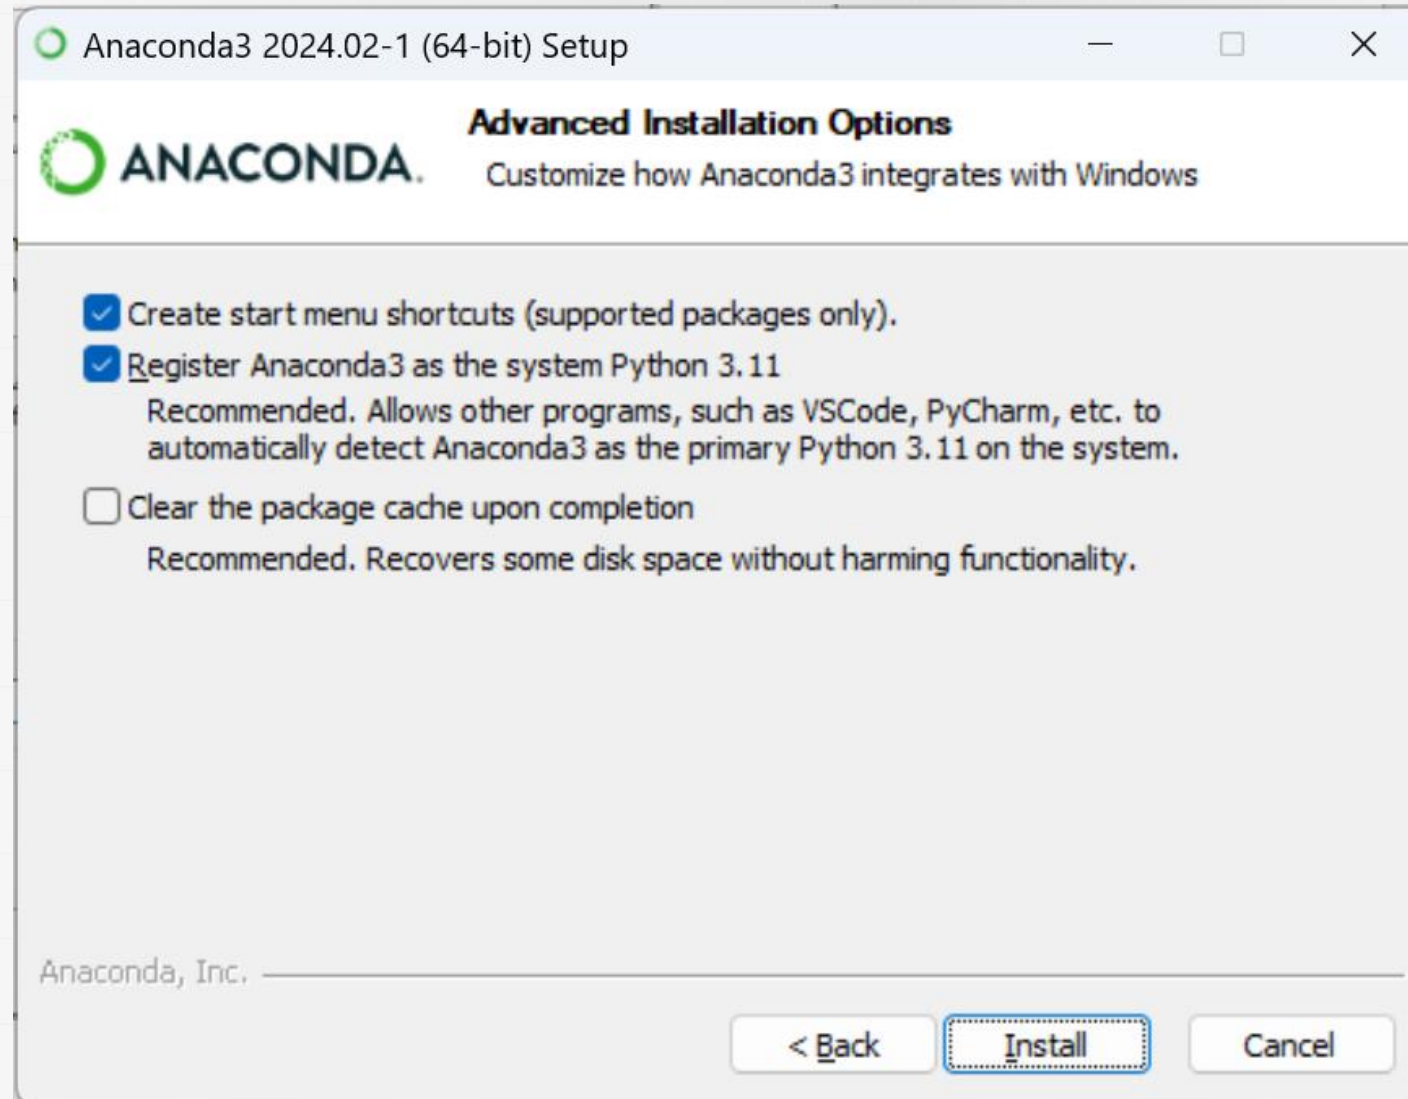 Anaconda3 2024.02-1 (64-bit) Setup
ANACONDA.
Advanced Installation Options
Customize how Anaconda3 integrates with Windows
Create start menu shortcuts (supported packages only).
Register Anaconda3 as the system Python 3.11
Recommended. Allows other programs, such as VSCode, PyCharm, etc. to
automatically detect Anaconda3 as the primary Python 3.11 on the system.
Clear the package cache upon completion
Recommended. Recovers some disk space without harming functionality.
Anaconda, Inc.
< Back
Install
Cancel